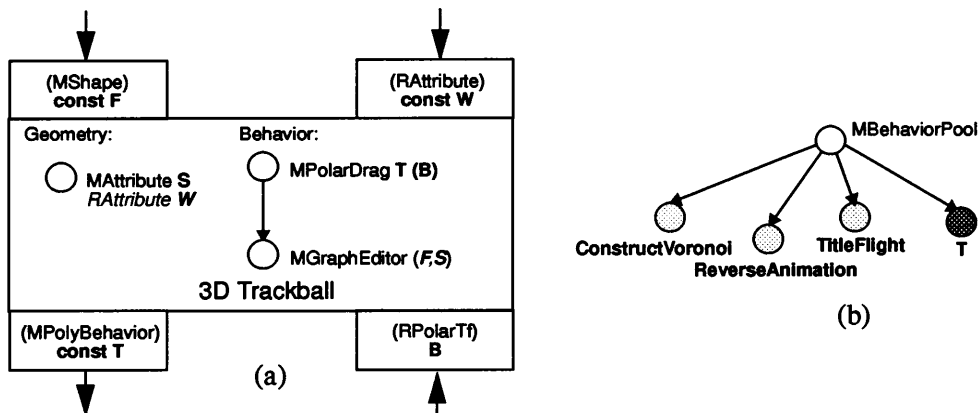 (MShape)
const F
(RAttribute)
const W
Geometry:
Behavior:
MAttribute S
RAttribute W
MPolarDrag T (B)
MGraphEditor (F,S)
3D Trackball
(MPolyBehavior)
const T
(RPolarTf)
B
(a)
MBehaviorPool
ConstructVoronoi
ReverseAnimation
TitleFlight
T
(b)